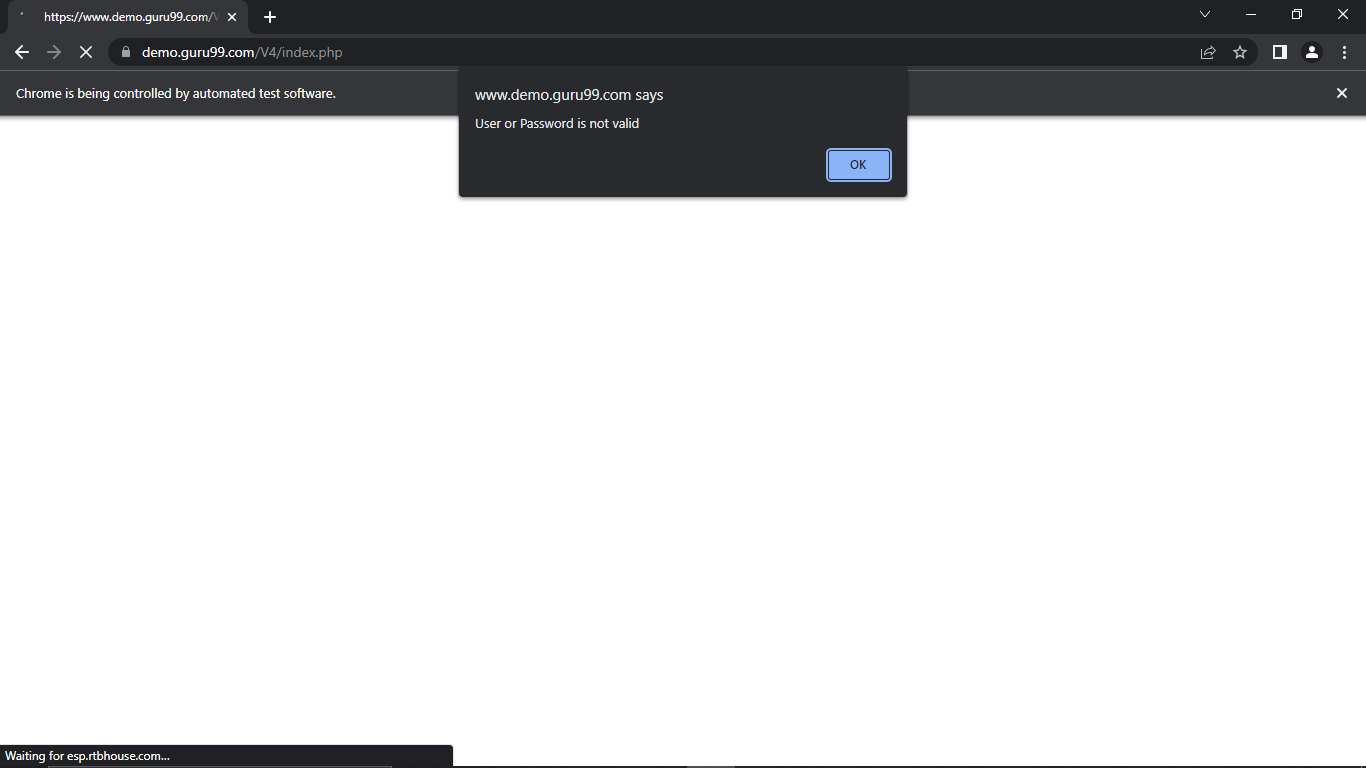 https://www.demo.guru99.com/V
demo.guru99.com/V4/index.php
Chrome is being controlled by automated test software.
www.demo.guru99.com says
User or Password is not valid
OK
Waiting for esp.rtbhouse.com...